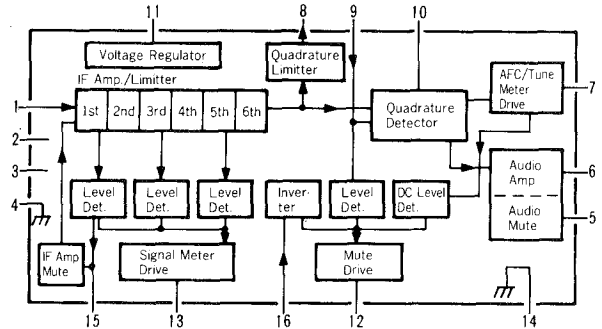 11
8
9
10
Voltage Regulator
Quadrature
Limitter
AFC/Tune
Meter
Drive
7
IF Amp./Limitter
1
1st 2nd 3rd 4th 5th 6th
Quadrature
Detector
2
3
4
Level
Det.
Level
Det.
Level
Det.
Inver-
ter
Level
Det.
DC Level
Det.
Audio
Amp
6
Audio
Mute
5
IF Amp
Mute
Signal Meter
Drive
Mute
Drive
15
13
16
12
14